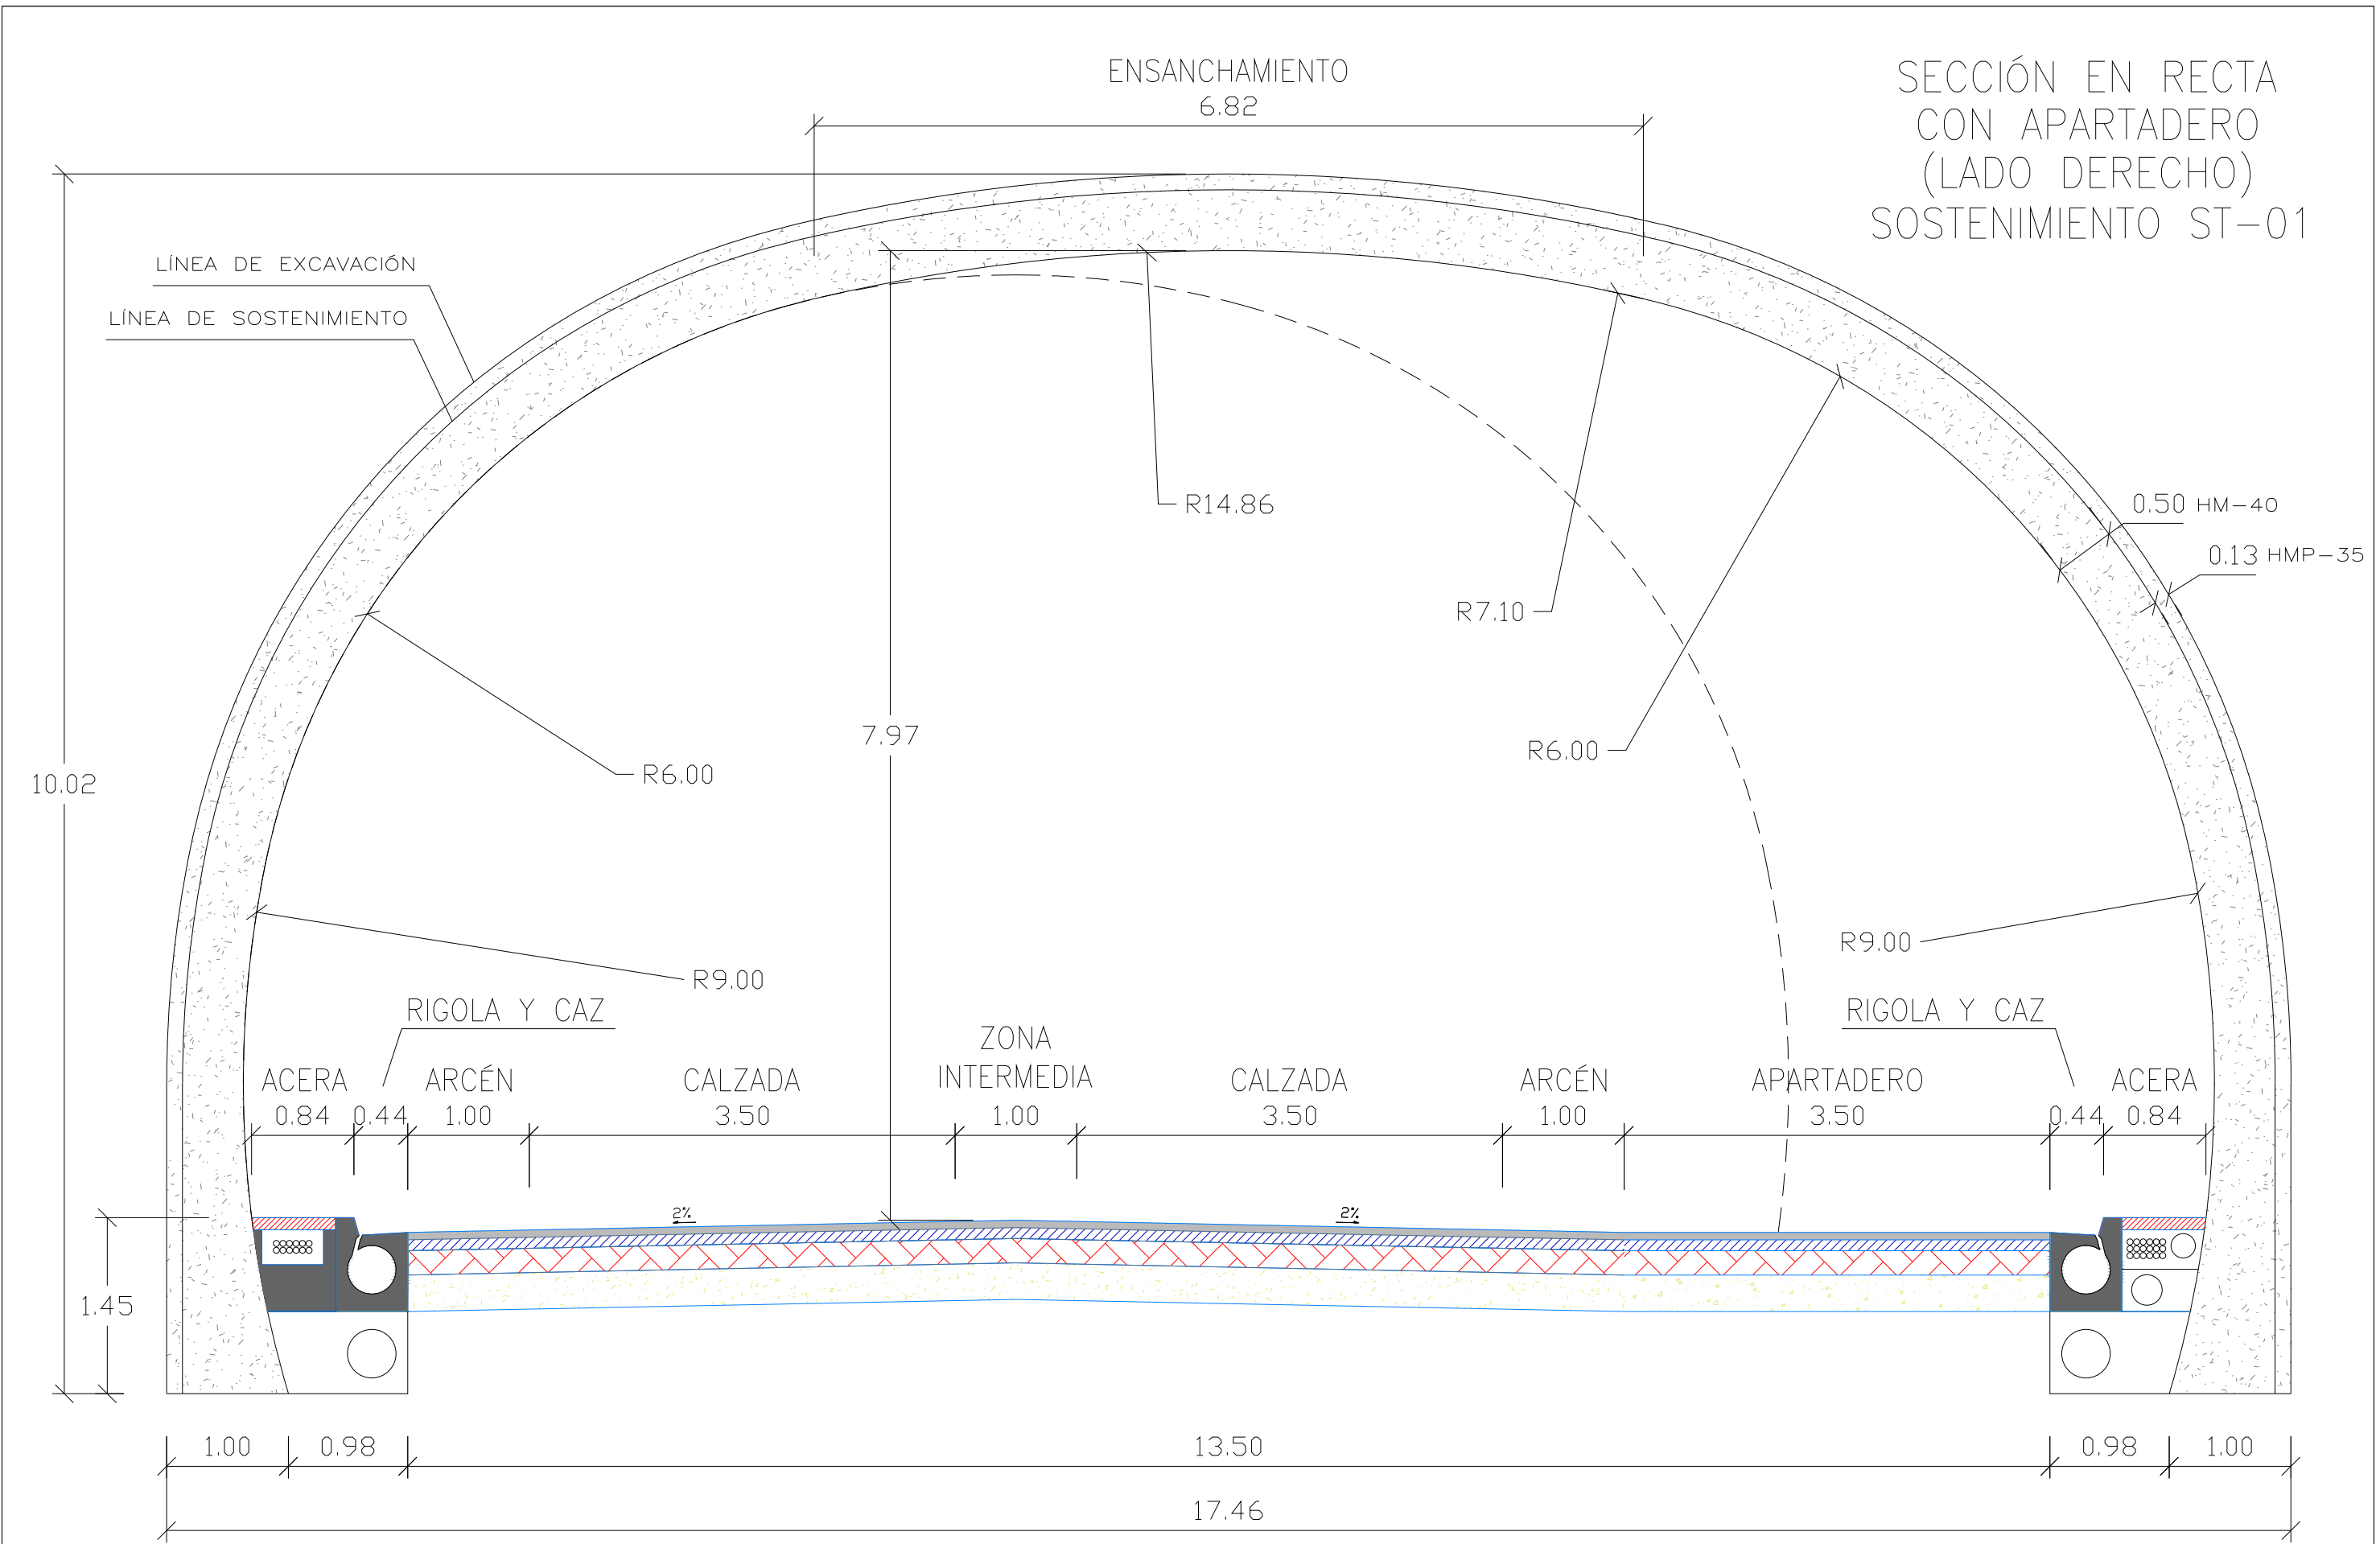 ENSANCHAMIENTO
6.82
SECCIÓN EN RECTA
CON APARTADERO
(LADO DERECHO)
SOSTENIMIENTO ST-01
LÍNEA DE EXCAVACIÓN
LÍNEA DE SOSTENIMIENTO
R14.86
0.50 HM-40
0.13 HMP-35
R7.10
7.97
R6.00
R6.00
10.02
R9.00
R9.00
RIGOLA Y CAZ
RIGOLA Y CAZ
ZONA
INTERMEDIA
ACERA
ARCÉN
CALZADA
CALZADA
ARCÉN
APARTADERO
ACERA
0.84
0.44
1.00
3.50
1.00
3.50
1.00
3.50
0.44
0.84
2%
2%
1.45
1.00
0.98
13.50
0.98
1.00
17.46